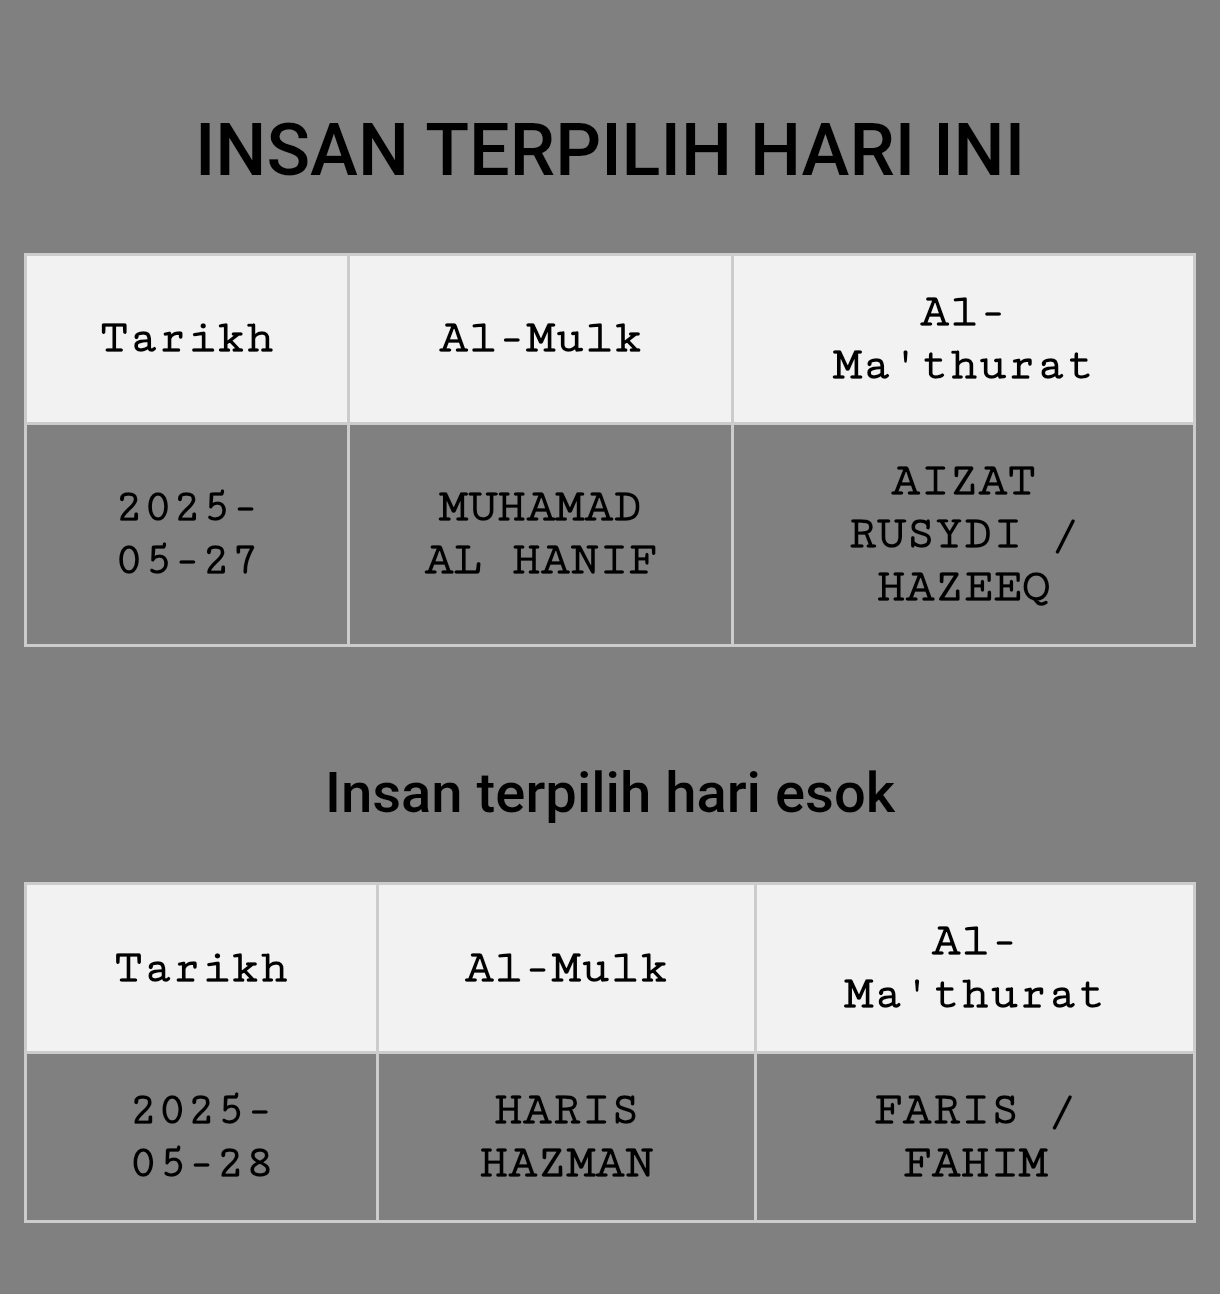 INSAN TERPILIH HARI INI
Tarikh
Al-Mulk
Al-
Ma'thurat
2025-
05-27
MUHAMAD
AL HANIF
AIZAT
RUSYDI /
HAZEEQ
Insan terpilih hari esok
Tarikh
Al-Mulk
Al-
Ma'thurat
2025-
05-28
HARIS
HAZMAN
FARIS /
FAHIM